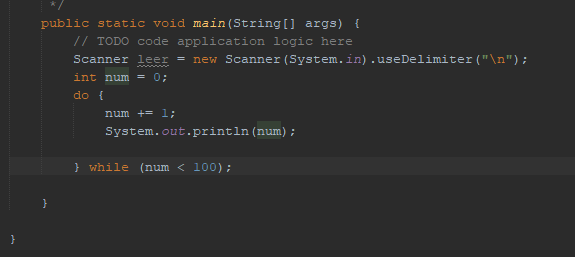 */
public static void main(String[] args) {
// TODO code application logic here
Scanner leer = new Scanner(System.in).useDelimiter("\n");
int num = 0;
do {
num += 1;
System.out.println(num);
} while (num < 100);
}
}